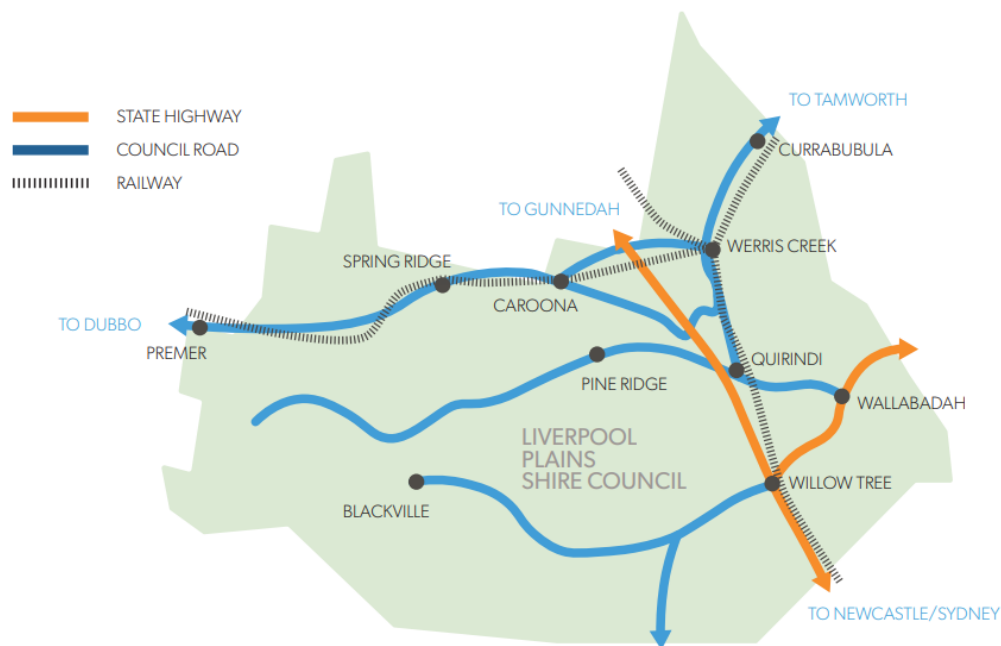 TO TAMWORTH
STATE HIGHWAY
COUNCIL ROAD
CURRABUBULA
RAILWAY
TO GUNNEDAH
WERRIS CREEK
SPRING RIDGE
CAROONA
TO DUBBO
PREMER
QUIRINDI
PINE RIDGE
WALLABADAH
LIVERPOOL
PLAINS
SHIRE COUNCIL
WILLOW TREE
BLACKVILLE
TO NEWCASTLE/SYDNEY